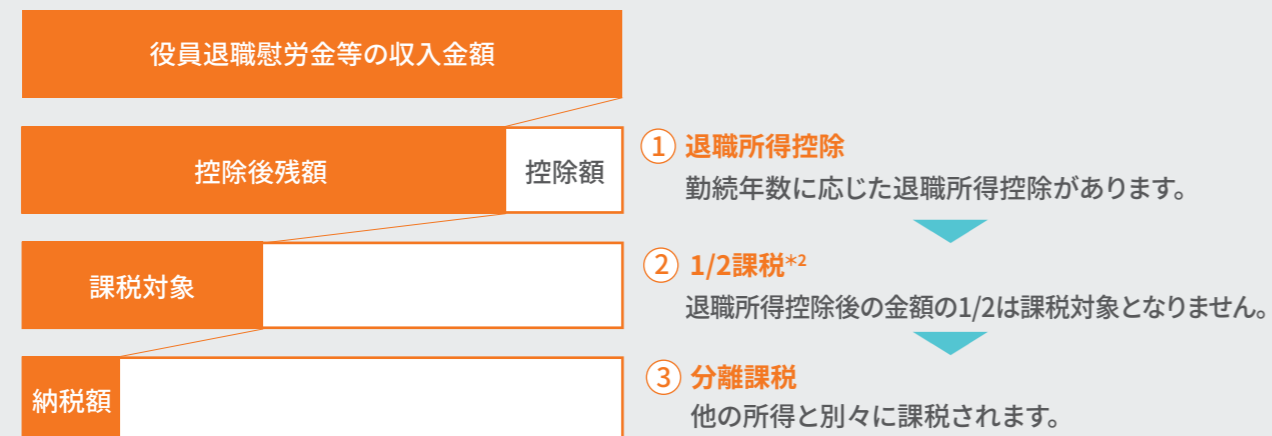 役員退職慰労金等の収入金額
控除後残額
控除額
① 退職所得控除
勤続年数に応じた退職所得控除があります。
課税対象
② 1/2課税*2
退職所得控除後の金額の1/2は課税対象となりません。
納税額
③ 分離課税
他の所得と別々に課税されます。